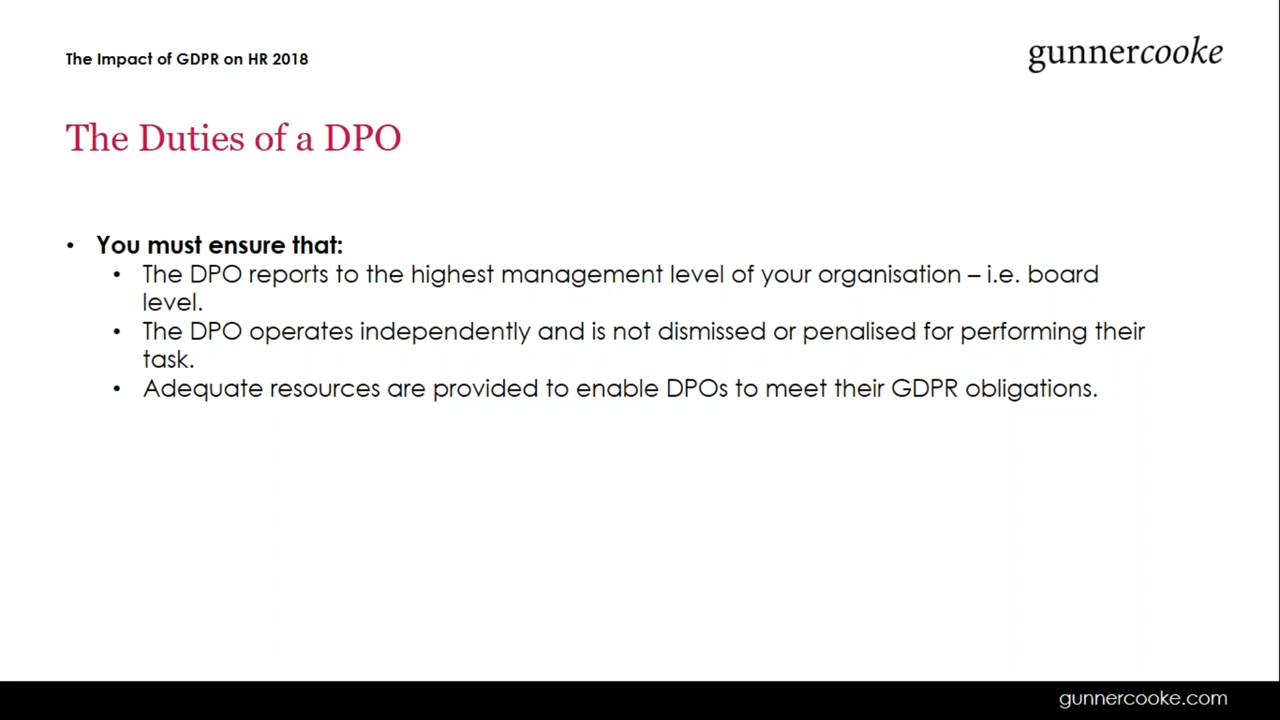 The Impact of GDPR on HR 2018
gunnercooke
The Duties of a DPO
• You must ensure that:
• The DPO reports to the highest management level of your organisation – i.e. board
level.
• The DPO operates independently and is not dismissed or penalised for performing their
task.
• Adequate resources are provided to enable DPOs to meet their GDPR obligations.
gunnercooke.com